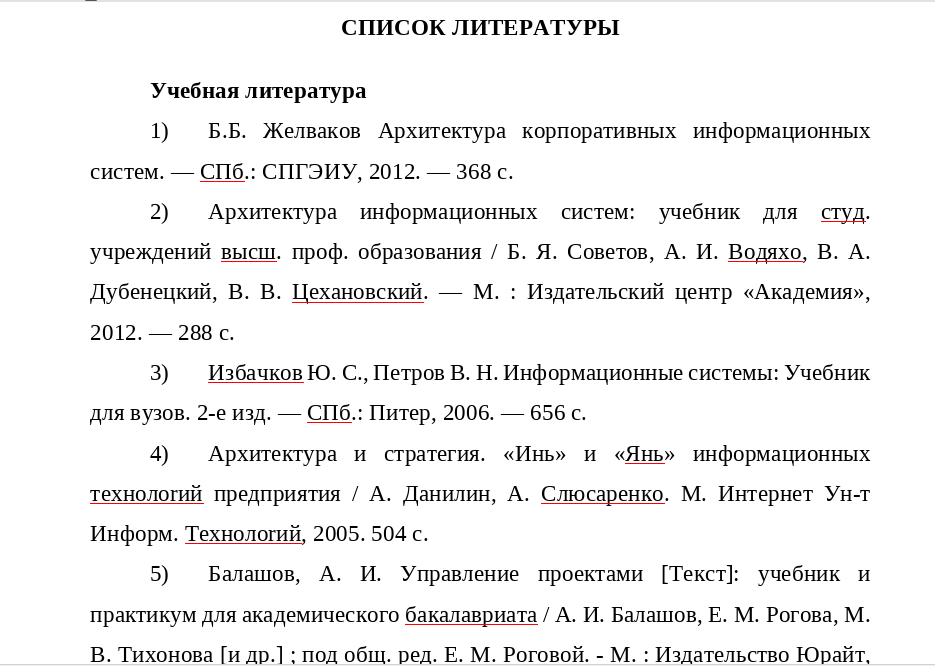 СПИСОК ЛИТЕРАТУРЫ
Учебная литература
1) Б.Б. Желваков Архитектура корпоративных информационных
систем. — СПб.: СПГЭИУ, 2012. — 368 с.
2) Архитектура информационных систем: учебник для студ.
учреждений высш. проф. образования / Б. Я. Советов, А. И. Водяхо, В. А.
Дубенецкий, В. В. Цехановский. — М. : Издательский центр «Академия»,
2012. — 288 с.
3) Избачков Ю. С., Петров В. Н. Информационные системы: Учебник
для вузов. 2-е изд. — СПб.: Питер, 2006. — 656 с.
4) Архитектура и стратегия. «Инь» и «Янь» информационных
технологий предприятия / А. Данилин, А. Слюсаренко. М. Интернет Ун-т
Информ. Технологий, 2005. 504 с.
5) Балашов, А. И. Управление проектами [Текст]: учебник и
практикум для академического бакалавриата / А. И. Балашов, Е. М. Рогова, М.
В. Тихонова [и др.] ; под общ. ред. Е. М. Роговой. - М. : Издательство Юрайт,